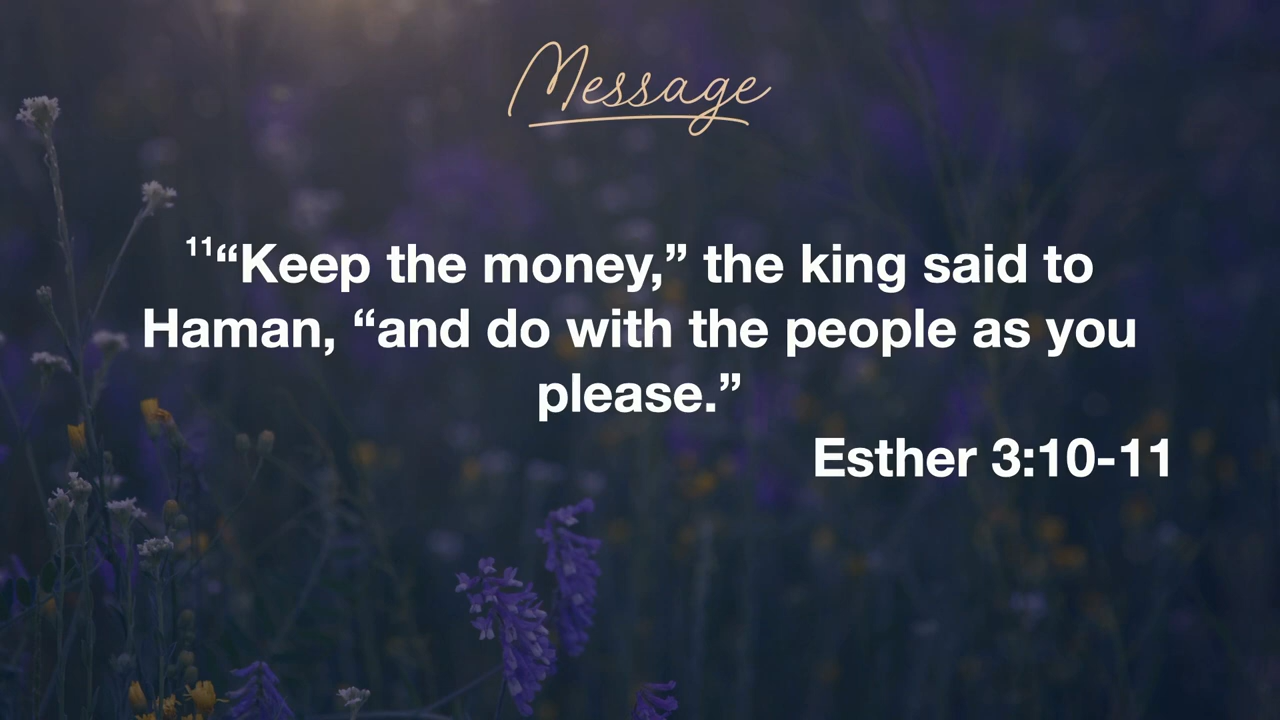 Message
¹¹“Keep the money,” the king said to
Haman, “and do with the people as you
please.”
Esther 3:10-11